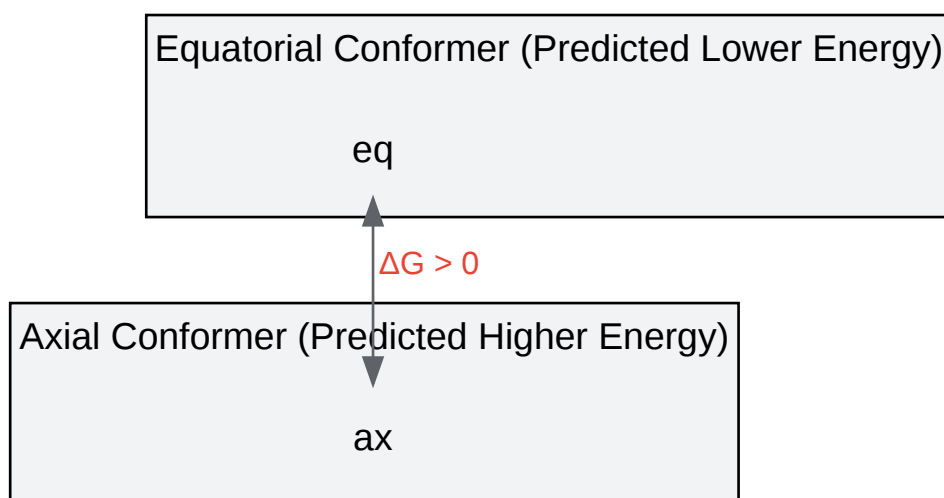 Equatorial Conformer (Predicted Lower Energy)
eq
ΔG > 0
Axial Conformer (Predicted Higher Energy)
ax